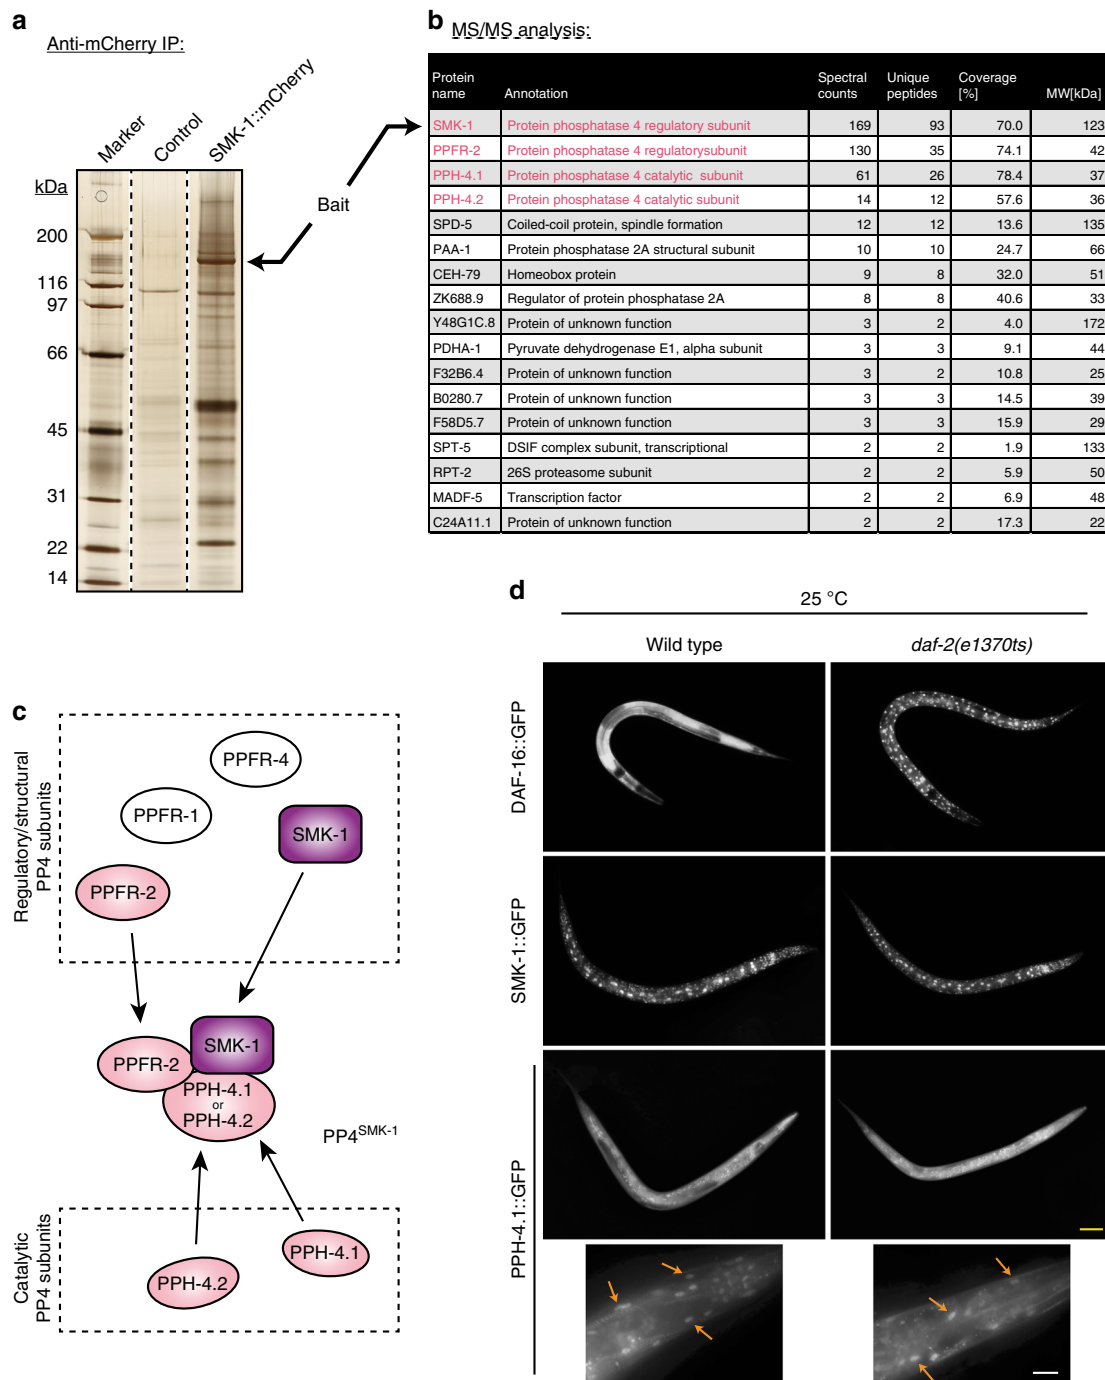 a
Anti-mCherry IP:
Marker
Control
SMK-1::mCherry
kDa
200
116
97
66
45
31
22
14
Bait
b
MS/MS analysis:
Protein name Annotation Spectral counts Unique peptides Coverage [%] MW[kDa]
SMK-1 Protein phosphatase 4 regulatory subunit 169 93 70.0 123
PPFR-2 Protein phosphatase 4 regulatorysubunit 130 35 74.1 42
PPH-4.1 Protein phosphatase 4 catalytic subunit 61 26 78.4 37
PPH-4.2 Protein phosphatase 4 catalytic subunit 14 12 57.6 36
SPD-5 Coiled-coil protein, spindle formation 12 12 13.6 135
PAA-1 Protein phosphatase 2A structural subunit 10 10 24.7 66
CEH-79 Homeobox protein 9 8 32.0 51
ZK688.9 Regulator of protein phosphatase 2A 8 8 40.6 33
Y48G1C.8 Protein of unknown function 3 2 4.0 172
PDHA-1 Pyruvate dehydrogenase E1, alpha subunit 3 3 9.1 44
F32B6.4 Protein of unknown function 3 2 10.8 25
B0280.7 Protein of unknown function 3 3 14.5 39
F58D5.7 Protein of unknown function 3 3 15.9 29
SPT-5 DSIF complex subunit, transcriptional 2 2 1.9 133
RPT-2 26S proteasome subunit 2 2 5.9 50
MADF-5 Transcription factor 2 2 6.9 48
C24A11.1 Protein of unknown function 2 2 17.3 22
c
Regulatory/structural
PP4 subunits
PPFR-4
PPFR-1
SMK-1
PPFR-2
SMK-1
PPFR-2
PPH-4.1
or
PPH-4.2
PP4SMK-1
Catalytic
PP4 subunits
PPH-4.1
PPH-4.2
d
25 °C
Wild type
daf-2(e1370ts)
DAF-16::GFP
SMK-1::GFP
PPH-4.1::GFP